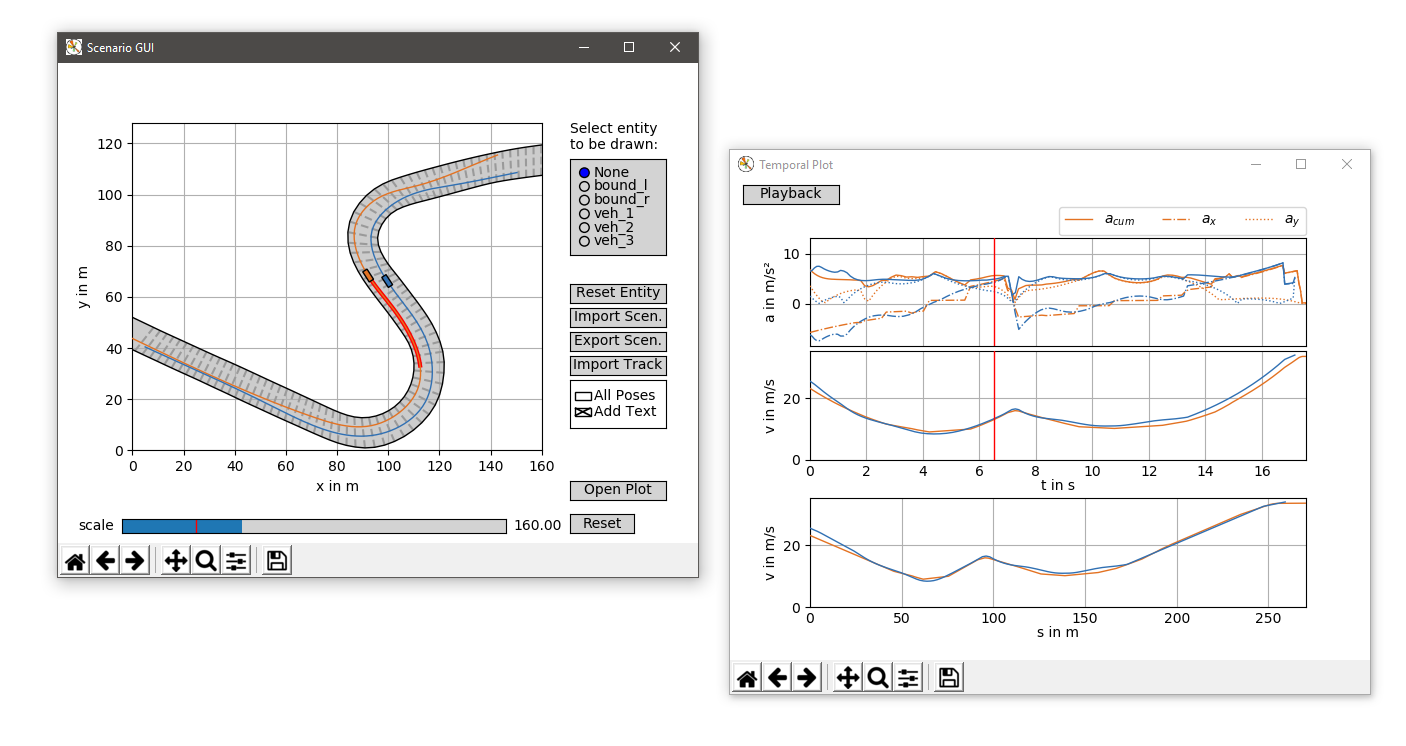 Scenario GUI
Select entity
to be drawn:
None
bound_l
bound_r
veh_1
veh_2
veh_3
Reset Entity
Import Scen.
Export Scen.
Import Track
All Poses
Add Text
Open Plot
Reset
y in m
120
100
80
60
40
20
0
0 20 40 60 80 100 120 140 160
x in m
scale 160.00
Temporal Plot
Playback
a_cum a_x a_y
a in m/s²
10
0
v in m/s
20
0
0 2 4 6 8 10 12 14 16
t in s
v in m/s
20
0
0 50 100 150 200 250
s in m